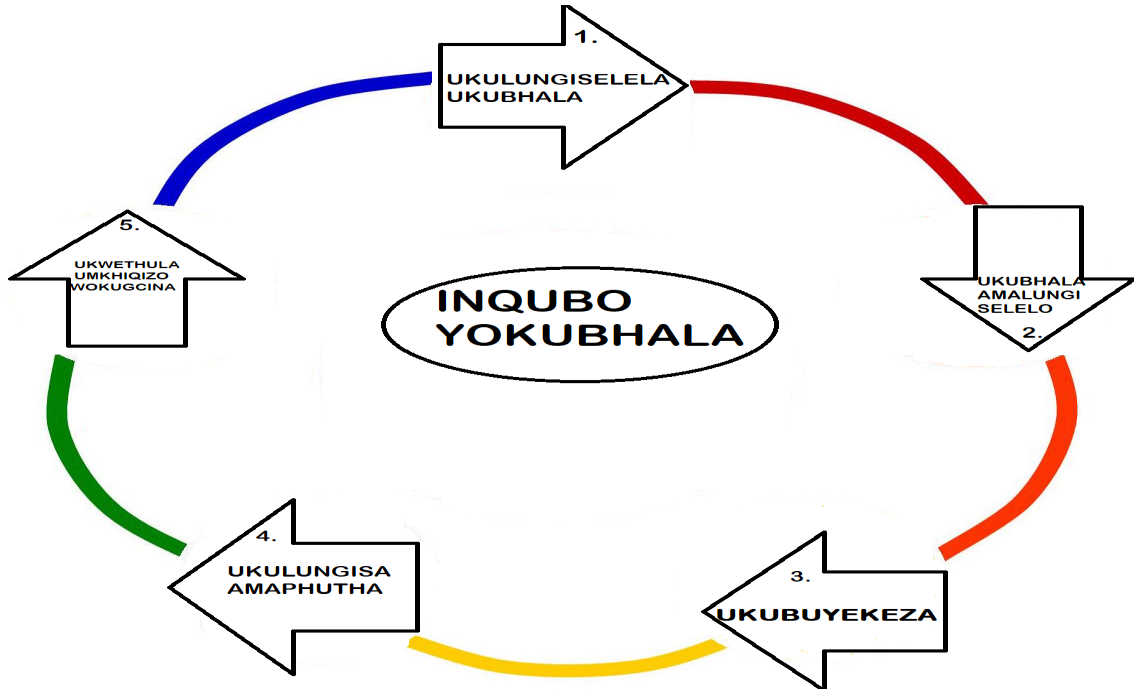 1.
UKULUNGISELELA
UKUBHALA
UKUBHALA
AMALUNGI
SELELO
2.
3.
UKUBUYEKEZA
4.
UKULUNGISA
AMAPHUTHA
5.
UKWETHULA
UMKHIQIZO
WOKUGCINA
INQUBO
YOKUBHALA